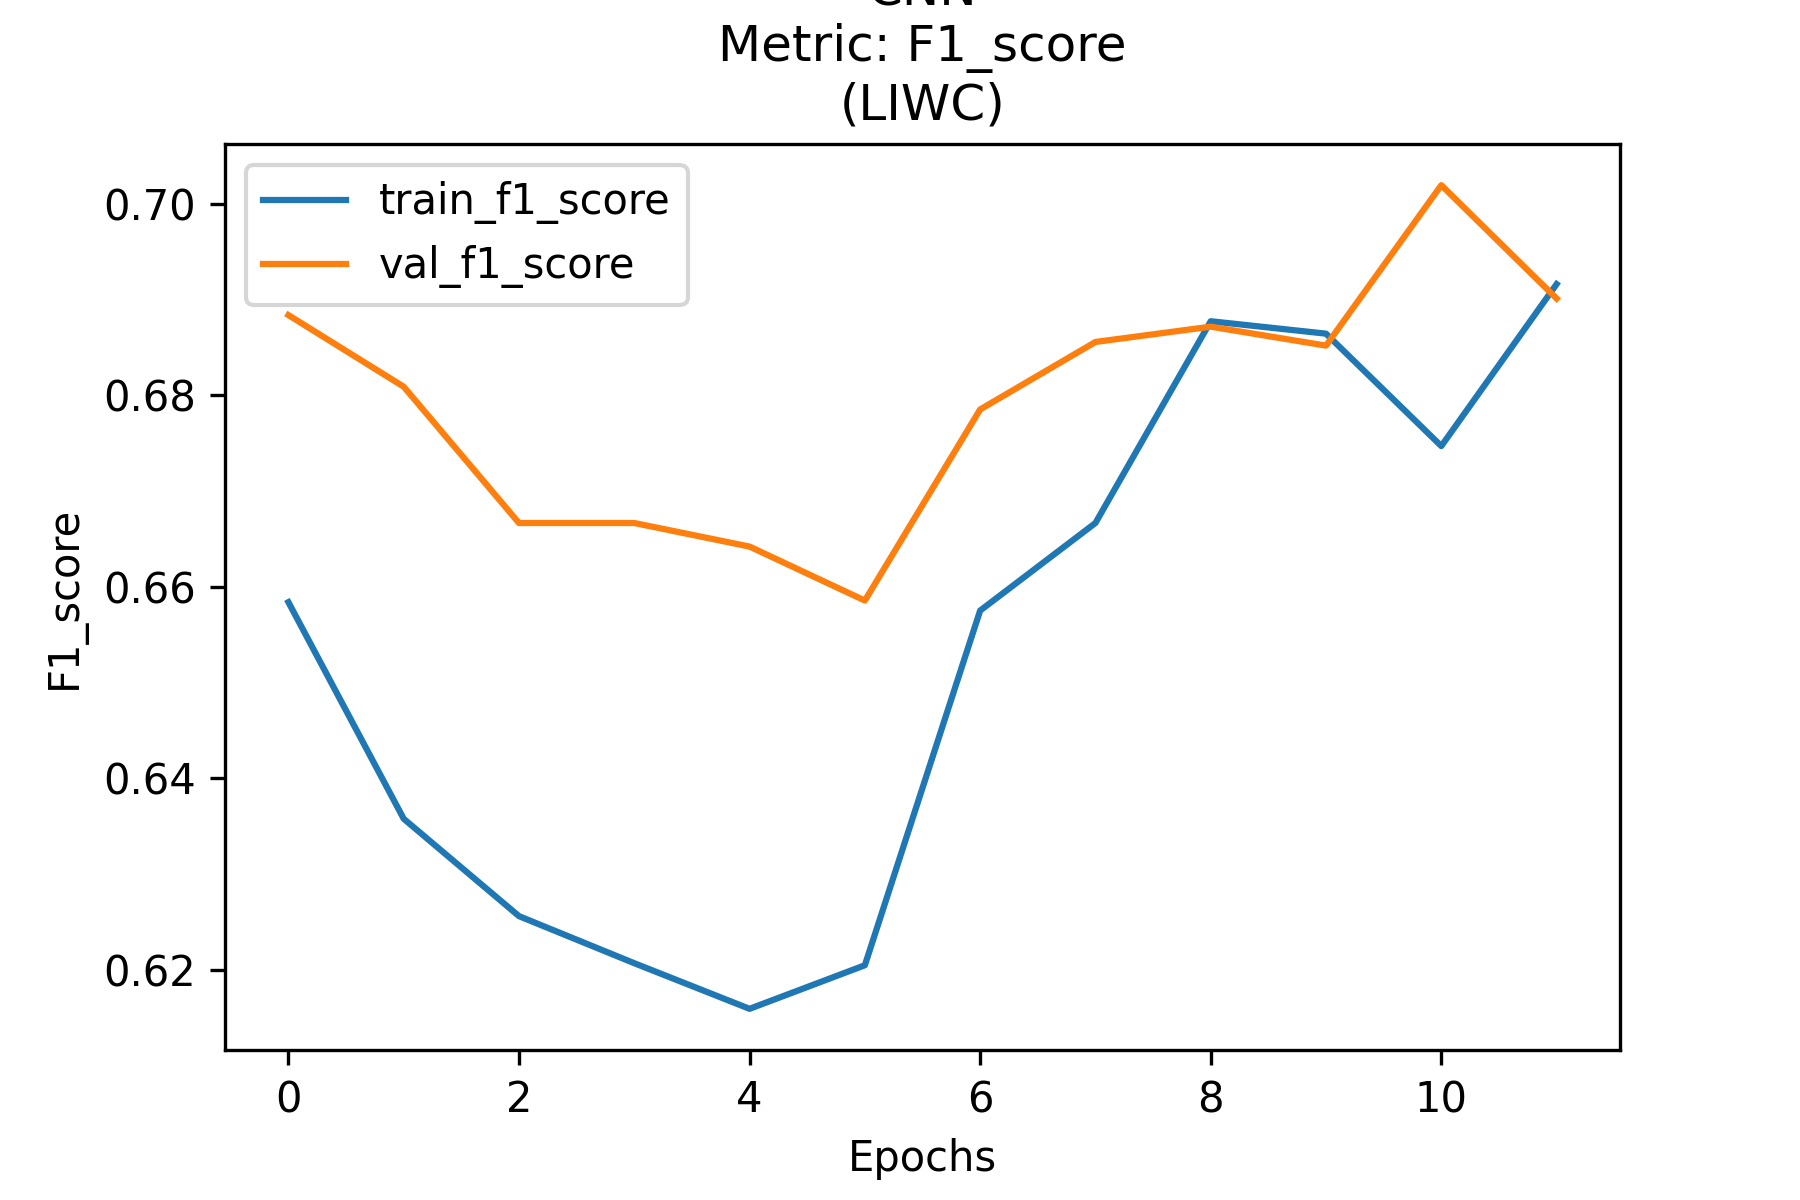 Metric: F1_score
(LIWC)
train_f1_score
val_f1_score
F1_score
0.70
0.68
0.66
0.64
0.62
0 2 4 6 8 10
Epochs